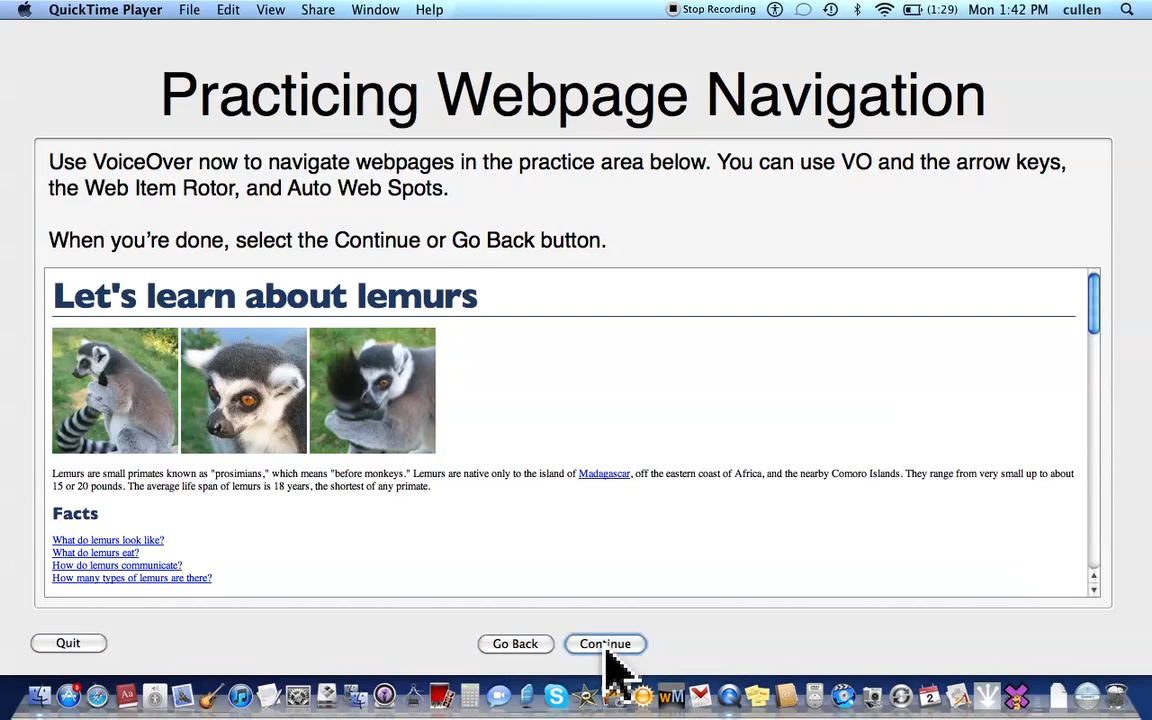 QuickTime Player File Edit View Share Window Help Stop Recording (1:29) Mon 1:42 PM cullen
Practicing Webpage Navigation
Use VoiceOver now to navigate webpages in the practice area below. You can use VO and the arrow keys,
the Web Item Rotor, and Auto Web Spots.
When you're done, select the Continue or Go Back button.
Let's learn about lemurs
Lemurs are small primates known as "prosimians," which means "before monkeys." Lemurs are native only to the island of Madagascar, off the eastern coast of Africa, and the nearby Comoro Islands. They range from very small up to about
15 or 20 pounds. The average life span of lemurs is 18 years, the shortest of any primate.
Facts
What do lemurs look like?
What do lemurs eat?
How do lemurs communicate?
How many types of lemurs are there?
Quit Go Back Continue